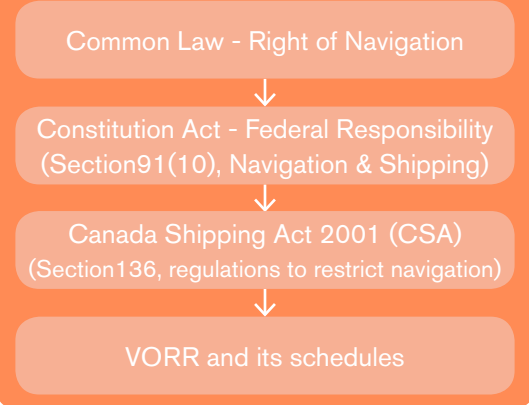 Common Law - Right of Navigation
Constitution Act - Federal Responsibility
(Section91(10), Navigation & Shipping)
Canada Shipping Act 2001 (CSA)
(Section136, regulations to restrict navigation)
VORR and its schedules